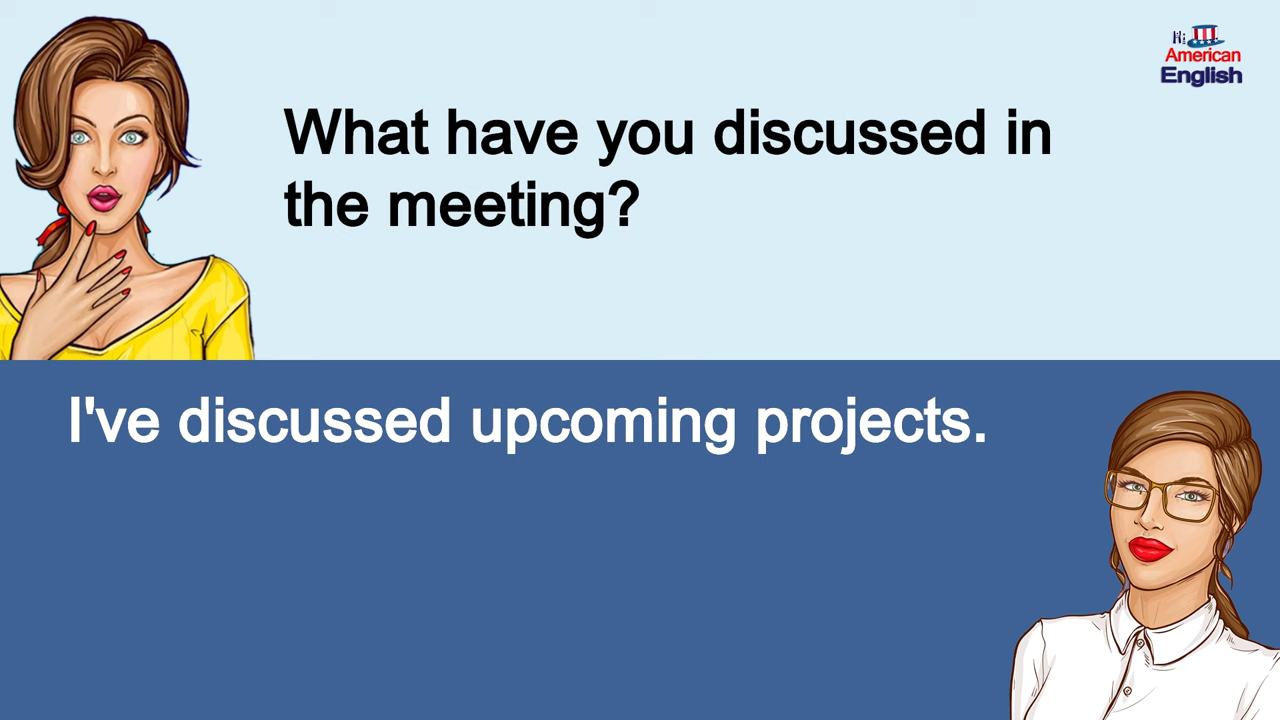 Hi
American
English
What have you discussed in
the meeting?
I've discussed upcoming projects.